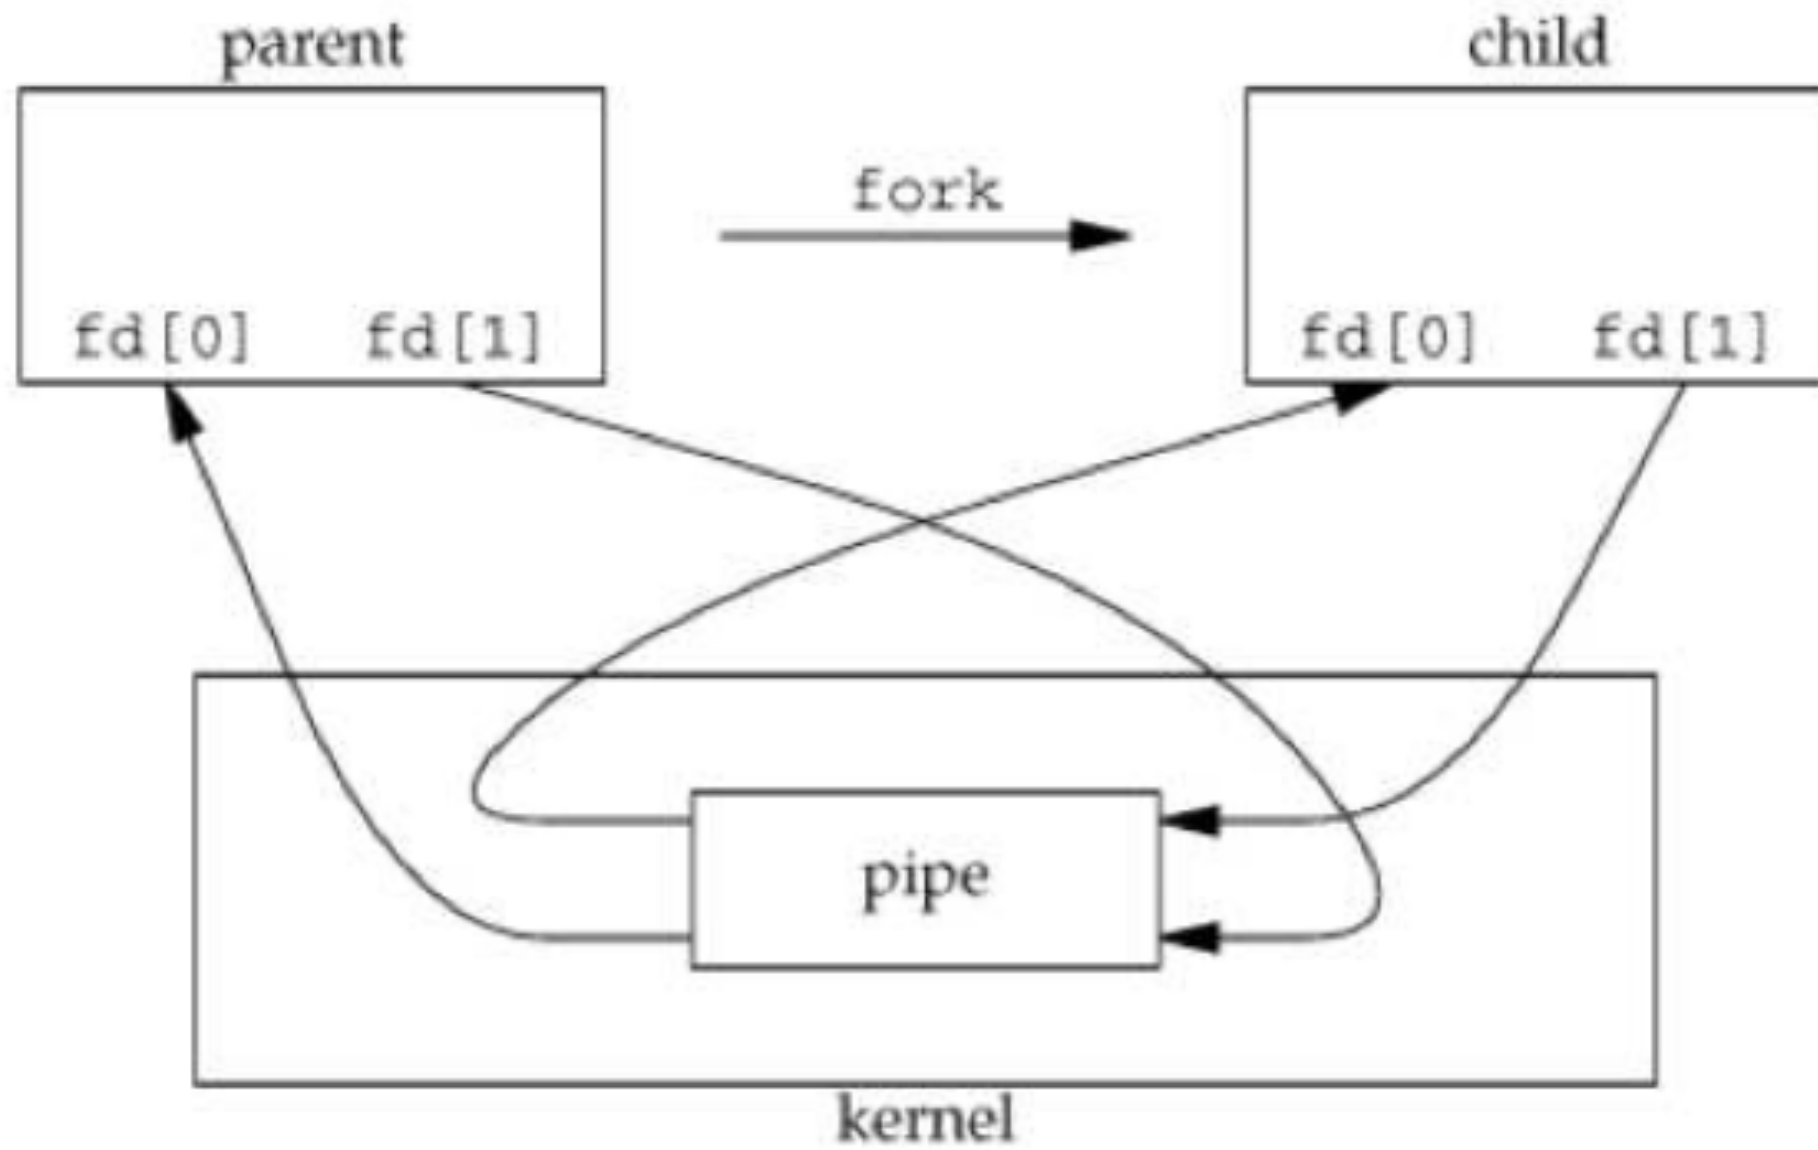 parent
child
fork
fd[0] fd[1]
fd[0] fd[1]
pipe
kernel